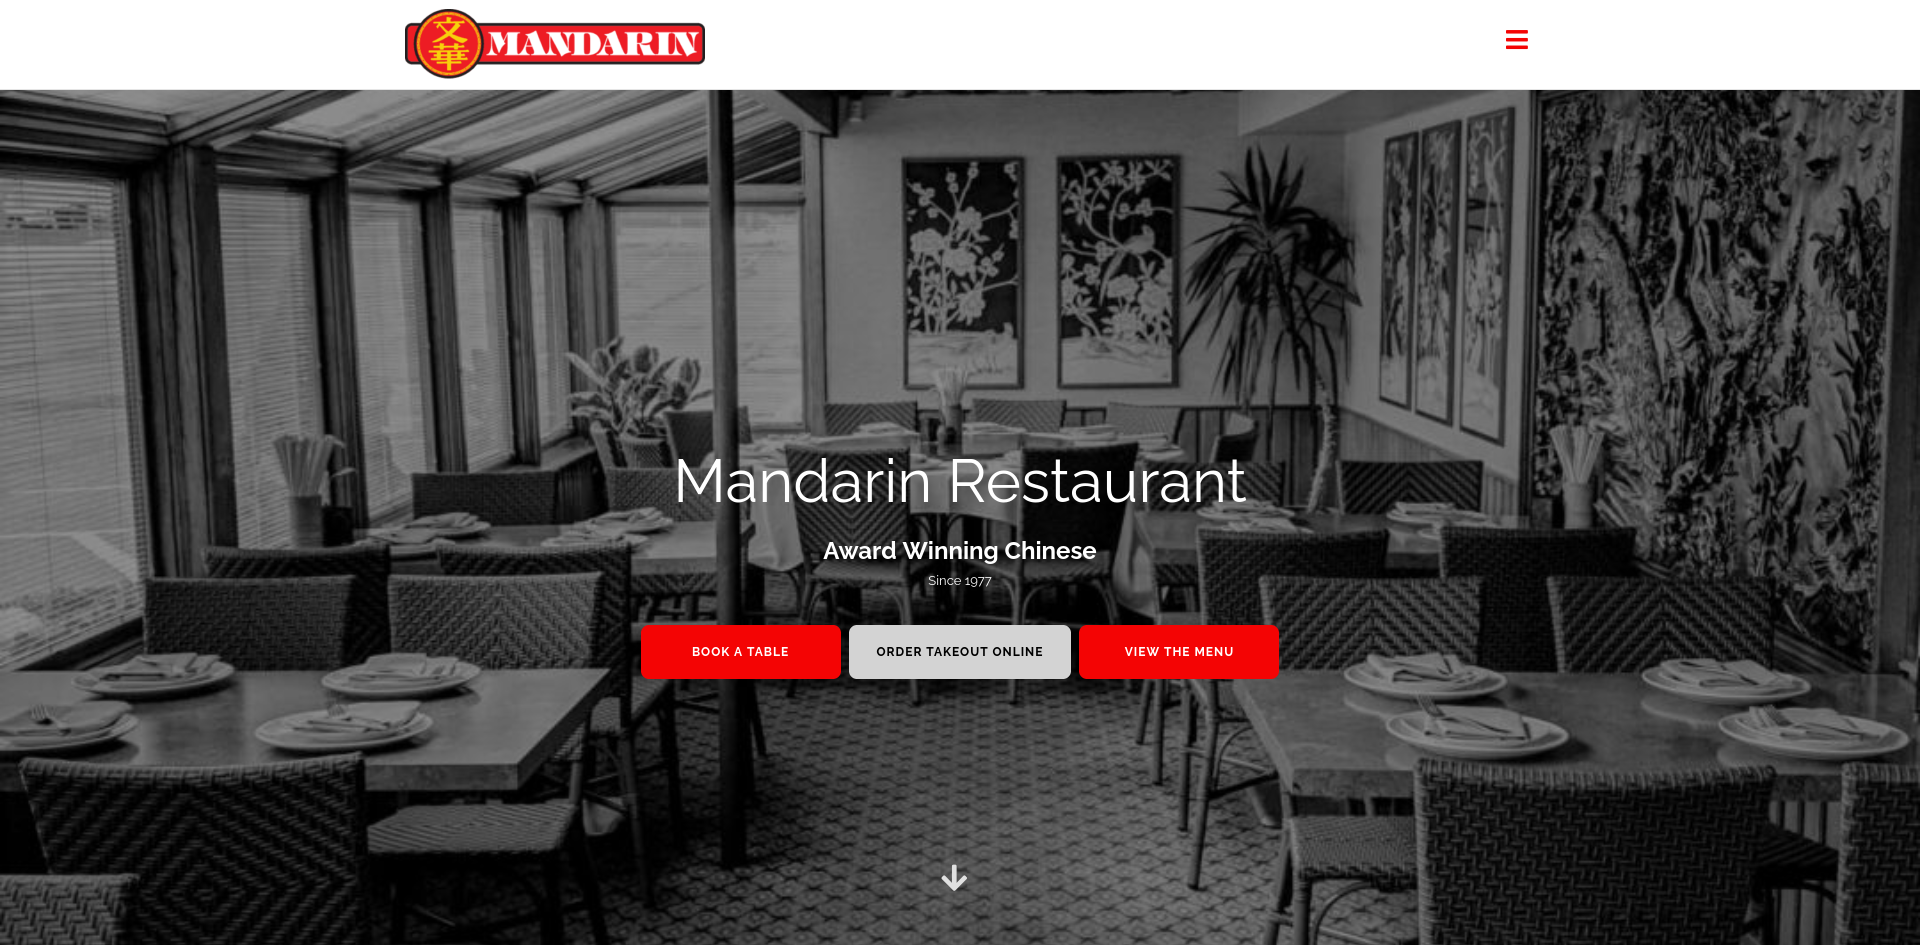 文華 MANDARIN
Mandarin Restaurant
Award Winning Chinese
Since 1977
BOOK A TABLE
ORDER TAKEOUT ONLINE
VIEW THE MENU